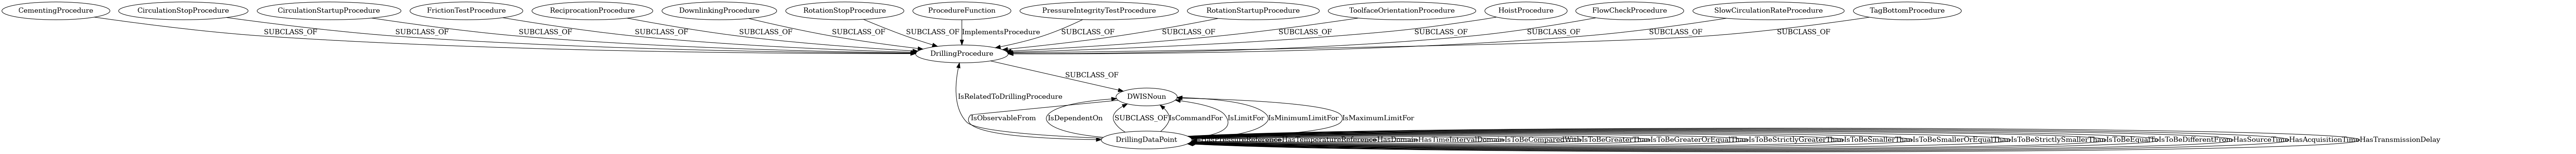 CementingProcedure
CirculationStopProcedure
CirculationStartupProcedure
FrictionTestProcedure
ReciprocationProcedure
DownlinkingProcedure
RotationStopProcedure
ProcedureFunction
PressureIntegrityTestProcedure
RotationStartupProcedure
ToolfaceOrientationProcedure
HoistProcedure
FlowCheckProcedure
SlowCirculationRateProcedure
TagBottomProcedure
SUBCLASS_OF
SUBCLASS_OF
SUBCLASS_OF
SUBCLASS_OF
SUBCLASS_OF
SUBCLASS_OF
SUBCLASS_OF
ImplementsProcedure
SUBCLASS_OF
SUBCLASS_OF
SUBCLASS_OF
SUBCLASS_OF
SUBCLASS_OF
SUBCLASS_OF
SUBCLASS_OF
DrillingProcedure
SUBCLASS_OF
IsRelatedToDrillingProcedure
DWISNoun
IsObservableFrom
IsDependentOn
SUBCLASS_OF
IsCommandFor
IsLimitFor
IsMinimumLimitFor
IsMaximumLimitFor
DrillingDataPoint
HasPressureReference
HasTemperatureReference
HasDomain
HasTimeIntervalDomain
IsToBeComparedWith
IsToBeGreaterThan
IsToBeGreaterOrEqualThan
IsToBeStrictlyGreaterThan
IsToBeSmallerThan
IsToBeSmallerOrEqualThan
IsToBeStrictlySmallerThan
IsToBeEqualTo
IsToBeDifferentFrom
HasSourceTime
HasAcquisitionTime
HasTransmissionDelay